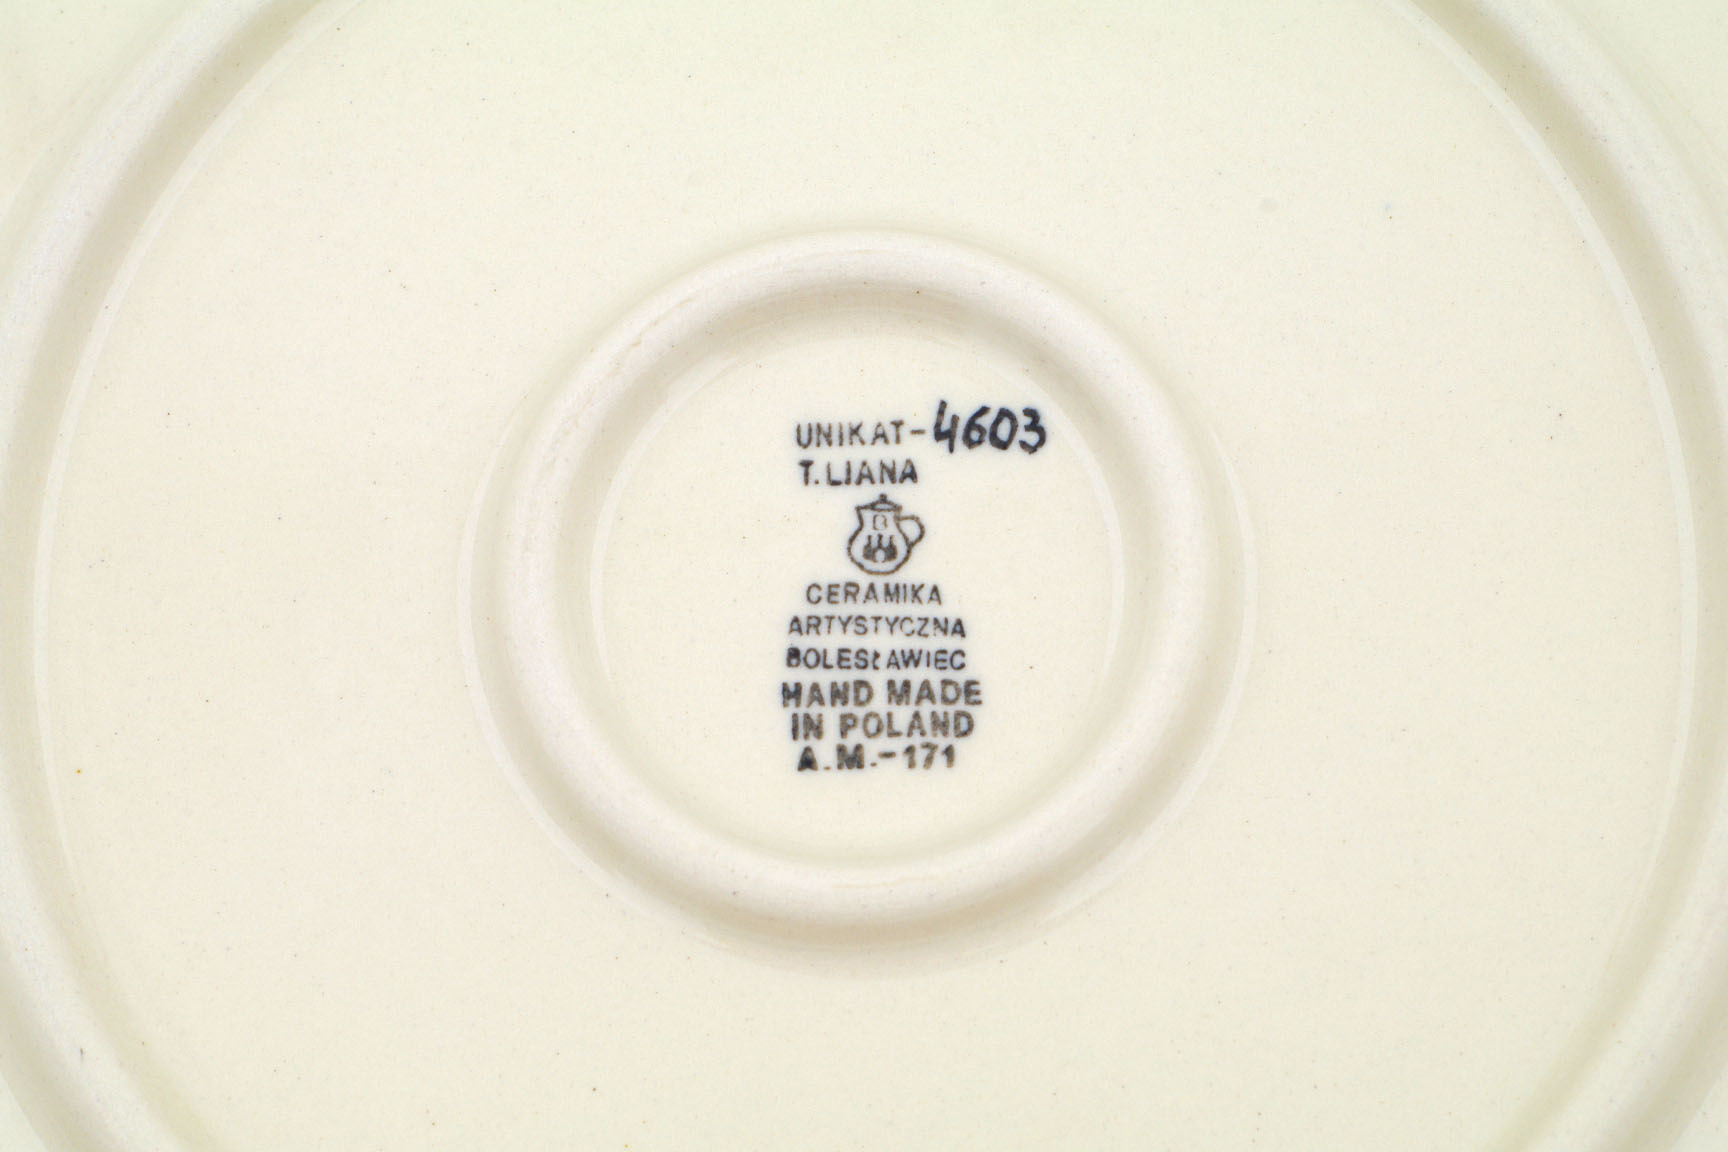 UNIKAT-4603
T. LIANA
B
CERAMIKA
ARTYSTYCZNA
BOLESŁAWIEC
HAND MADE
IN POLAND
A.M.-171